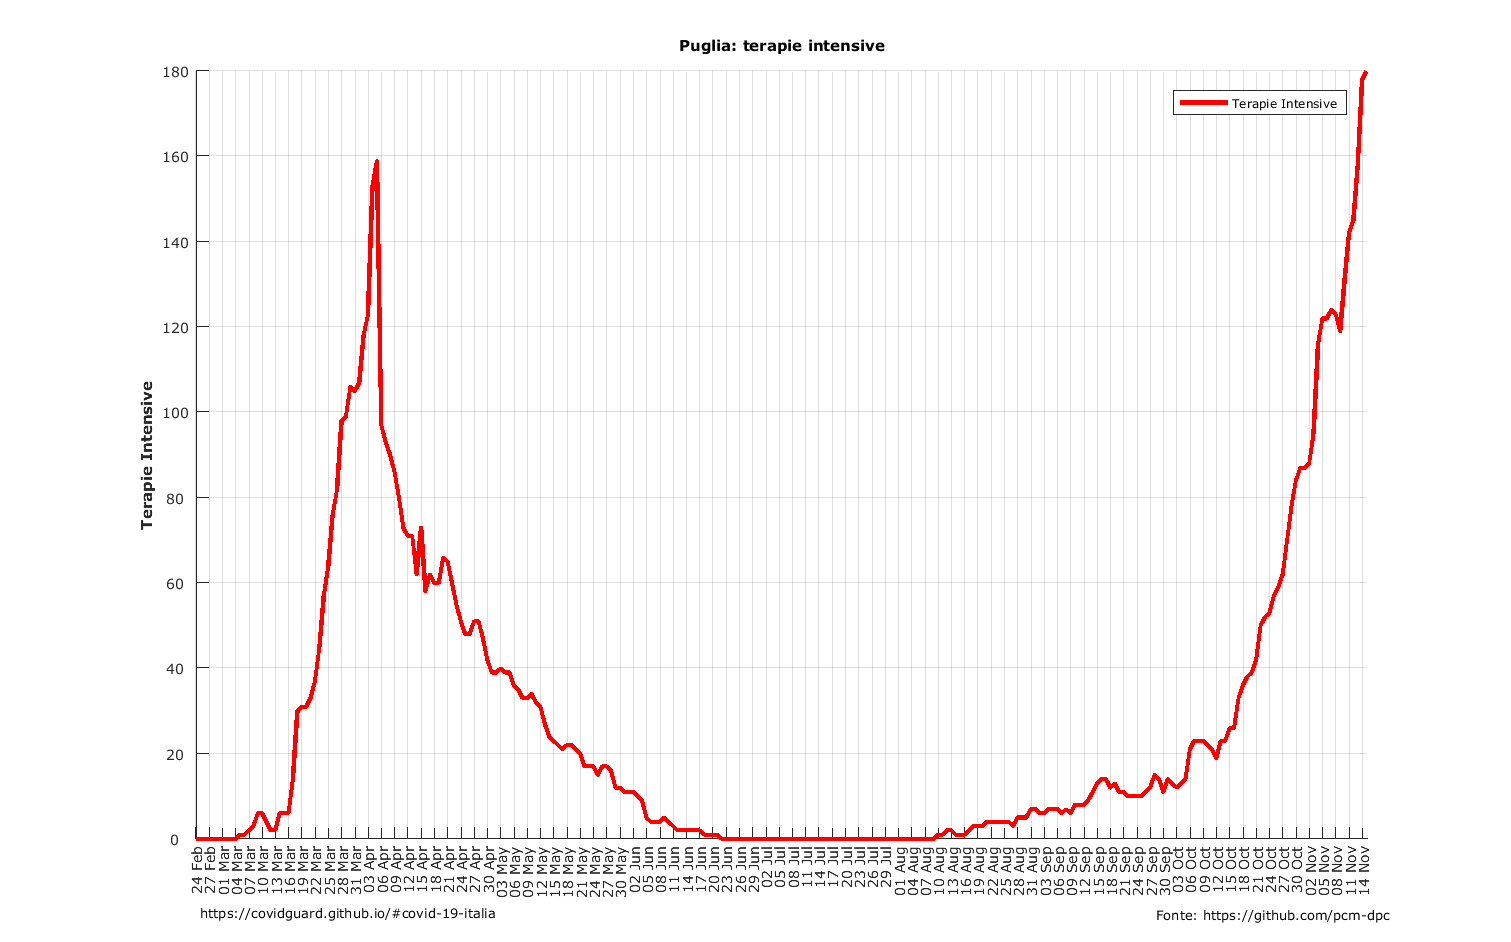 Puglia: terapie intensive
Terapie Intensive
Terapie Intensive
180
160
140
120
100
80
60
40
20
0
24 Feb
27 Feb
01 Mar
04 Mar
07 Mar
10 Mar
13 Mar
16 Mar
19 Mar
22 Mar
25 Mar
28 Mar
31 Mar
03 Apr
06 Apr
09 Apr
12 Apr
15 Apr
18 Apr
21 Apr
24 Apr
27 Apr
30 Apr
03 May
06 May
09 May
12 May
15 May
18 May
21 May
24 May
27 May
30 May
02 Jun
05 Jun
08 Jun
11 Jun
14 Jun
17 Jun
20 Jun
23 Jun
26 Jun
29 Jun
02 Jul
05 Jul
08 Jul
11 Jul
14 Jul
17 Jul
20 Jul
23 Jul
26 Jul
29 Jul
01 Aug
04 Aug
07 Aug
10 Aug
13 Aug
16 Aug
19 Aug
22 Aug
25 Aug
28 Aug
31 Aug
03 Sep
06 Sep
09 Sep
12 Sep
15 Sep
18 Sep
21 Sep
24 Sep
27 Sep
30 Sep
03 Oct
06 Oct
09 Oct
12 Oct
15 Oct
18 Oct
21 Oct
24 Oct
27 Oct
30 Oct
02 Nov
05 Nov
08 Nov
11 Nov
14 Nov
https://covidguard.github.io/#covid-19-italia
Fonte: https://github.com/pcm-dpc